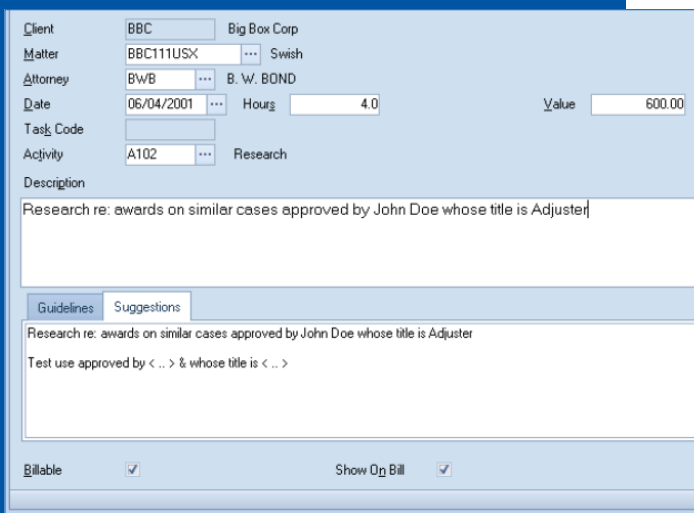 Client BBC Big Box Corp
Matter BBC111USX ... Swish
Attorney BWB ... B. W. BOND
Date 06/04/2001 ... Hours 4.0 Value 600.00
Task Code
Activity A102 ... Research
Description
Research re: awards on similar cases approved by John Doe whose title is Adjuster
Guidelines Suggestions
Research re: awards on similar cases approved by John Doe whose title is Adjuster
Test use approved by < .. > & whose title is < .. >
Billable Show On Bill